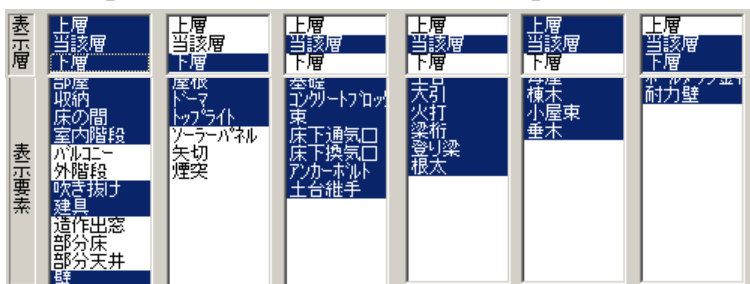 表示層
上層
当該層
下層
上層
当該層
下層
上層
当該層
下層
上層
当該層
下層
上層
当該層
下層
上層
当該層
下層
表示要素
部屋
収納
床の間
室内階段
バルコニー
外階段
吹き抜け
建具
造作出窓
部分床
部分天井
壁
屋根
ドーマ
トップライト
ソーラーパネル
矢切
煙突
基礎
コンクリートブロック
束
床下通気口
床下換気口
アンカーボルト
土台継手
土台
大引
火打
梁桁
登り梁
根太
母屋
棟木
小屋束
垂木
耐力壁